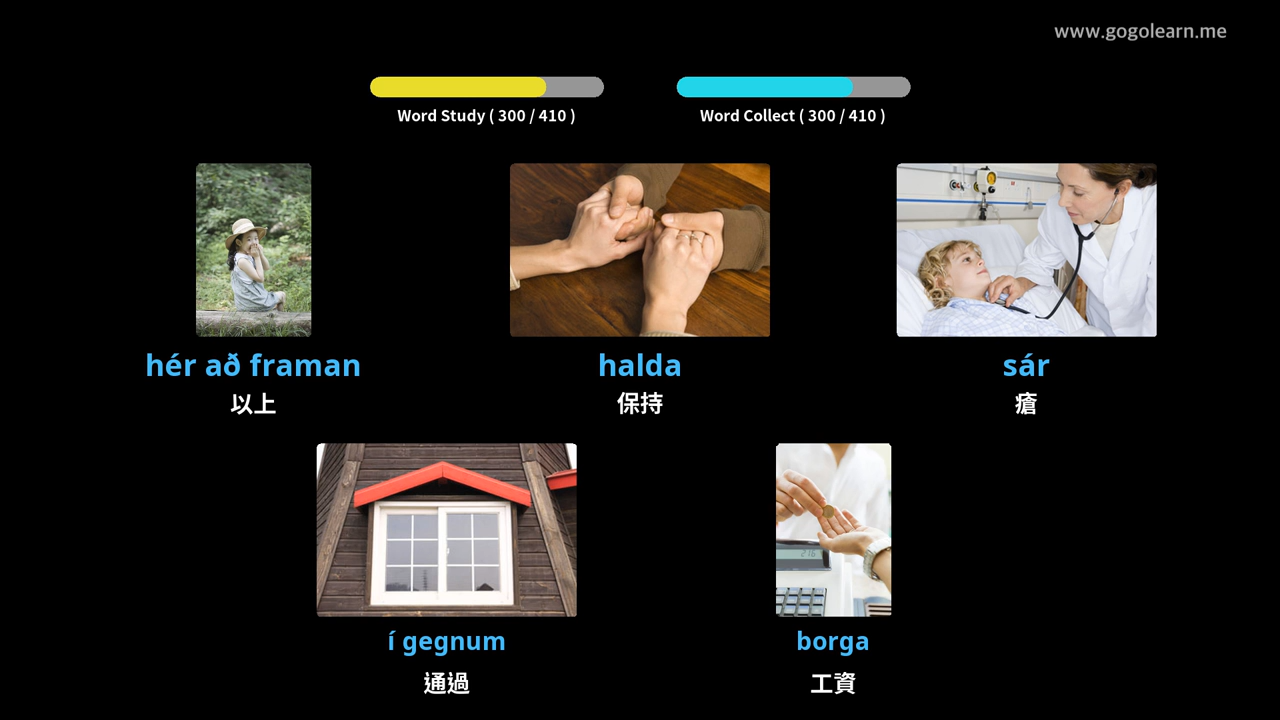 www.gogolearn.me
Word Study ( 300 / 410 )
Word Collect ( 300 / 410 )
hér að framan
以上
halda
保持
sár
瘡
í gegnum
通過
borga
工資